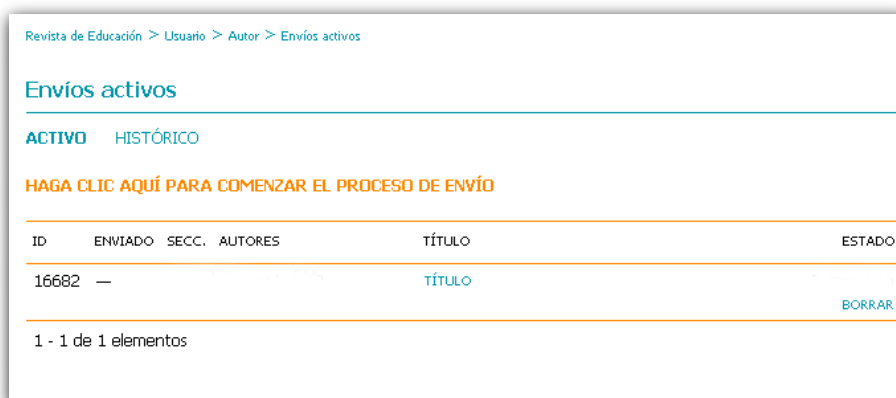 Revista de Educación > Usuario > Autor > Envíos activos
Envíos activos
ACTIVO HISTÓRICO
HAGA CLIC AQUÍ PARA COMENZAR EL PROCESO DE ENVÍO
ID ENVIADO SECC. AUTORES TÍTULO ESTADO
16682 — TÍTULO
BORRAR
1 - 1 de 1 elementos